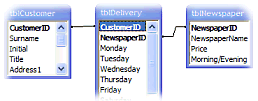 tblCustomer
CustomerID
Surname
Initial
Title
Address1
tblDelivery
CustomerID
NewspaperID
Monday
Tuesday
Wednesday
Thursday
Friday
tblNewspaper
NewspaperID
NewspaperName
Price
Morning/Evening